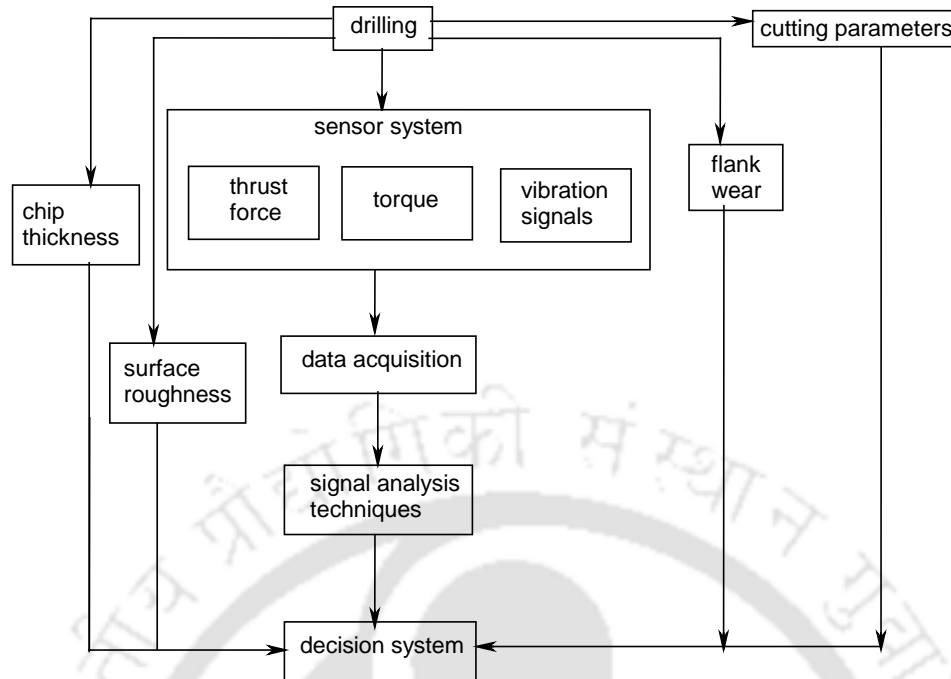 drilling
cutting parameters
sensor system
thrust
force
torque
vibration
signals
flank
wear
chip
thickness
surface
roughness
data acquisition
signal analysis
techniques
decision system